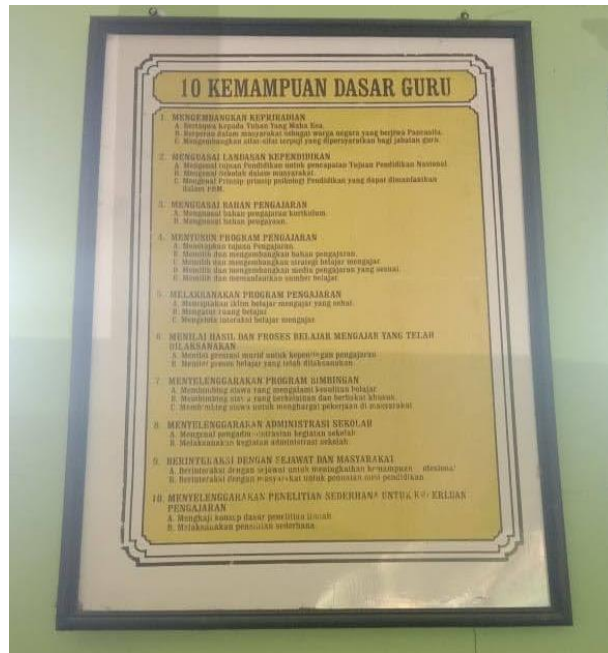 10 KEMAMPUAN DASAR GURU
1. MENGEMBANGKAN KEPRIBADIAN
A. Bertaqwa kepada Tuhan Yang Maha Esa.
B. Berperan dalam masyarakat sebagai warga negara yang berjiwa Pancasila.
C. Mengembangkan sifat-sifat terpuji yang dipersyaratkan bagi jabatan guru.
2. MENGUASAI LANDASAN KEPENDIDIKAN
A. Mengenal tujuan Pendidikan untuk pencapaian Tujuan Pendidikan Nasional.
B. Mengenal Sekolah dalam masyarakat.
C. Mengenal Prinsip-prinsip psikologi Pendidikan yang dapat dimanfaatkan
dalam PBM.
3. MENGUASAI BAHAN PENGAJARAN
A. Menguasai bahan pengajaran kurikulum.
B. Menguasai bahan
4. MENYUSUN PROGRAM PENGAJARAN
A. Menetapkan tujuan Pengajaran.
B. Memilih dan mengembangkan bahan pengajaran.
C. Memilih dan mengembangkan strategi belajar mengajar.
D. Memilih dan mengembangkan media pengajaran yang sesuai.
E. Memilih dan memanfaatkan sumber belajar.
5. MELAKSANAKAN PROGRAM PENGAJARAN
A. Menciptakan iklim belajar mengajar yang sehat.
B. Mengatur ruang belajar
C. Mengelola interaksi belajar mengajar
6. MENILAI HASIL DAN PROSES BELAJAR MENGAJAR YANG TELAH
DILAKSANAKAN
A. Menilai prestasi murid untuk pengajaran
B. Menilai proses belajar yang telah dilaksanakan
7. MENYELENGGARAKAN PROGRAM BIMBINGAN
A. Membimbing siswa yang mengalami kesulitan belajar
B. Membimbing yang berkelainan dan berbakat khusus.
C. Membimbing siswa untuk menghargai pekerjaan di masyarakat
8. MENYELENGGARAKAN ADMINISTRASI SEKOLAH
A. Mengenal kegiatan sekolah
B. Melaksanakan kegiatan administrasi sekolah
9. BERINTERAKSI DENGAN SEJAWAT DAN MASYARAKAT
A. Berinteraksi dengan sejawat untuk meningkatkan kemampuan
B. Berinteraksi dengan masyarakat untuk penunaian misi pendidikan
10. MENYELENGGARAKAN PENELITIAN SEDERHANA UNTUK
PENGAJARAN
A. Mengkaji konsep dasar penelitian ilmiah
B. Melaksanakan penelitian sederhana